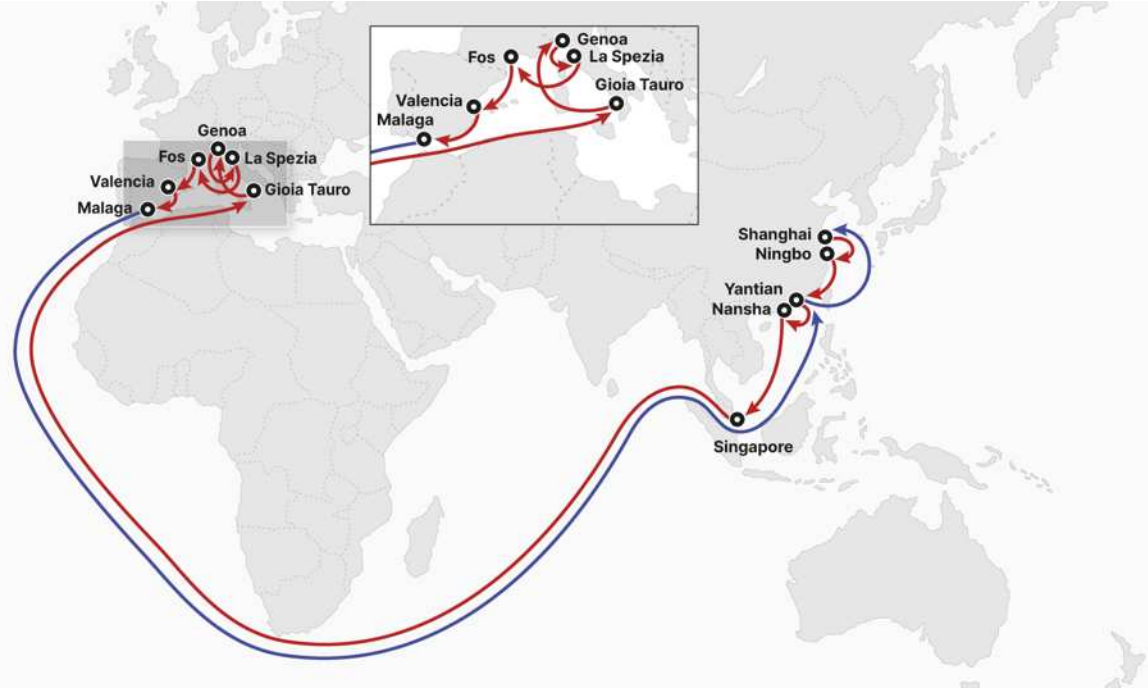 Genoa
Fos
La Spezia
Gioia Tauro
Valencia
Malaga
Genoa
Fos
La Spezia
Valencia
Gioia Tauro
Malaga
Shanghai
Ningbo
Yantian
Nansha
Singapore